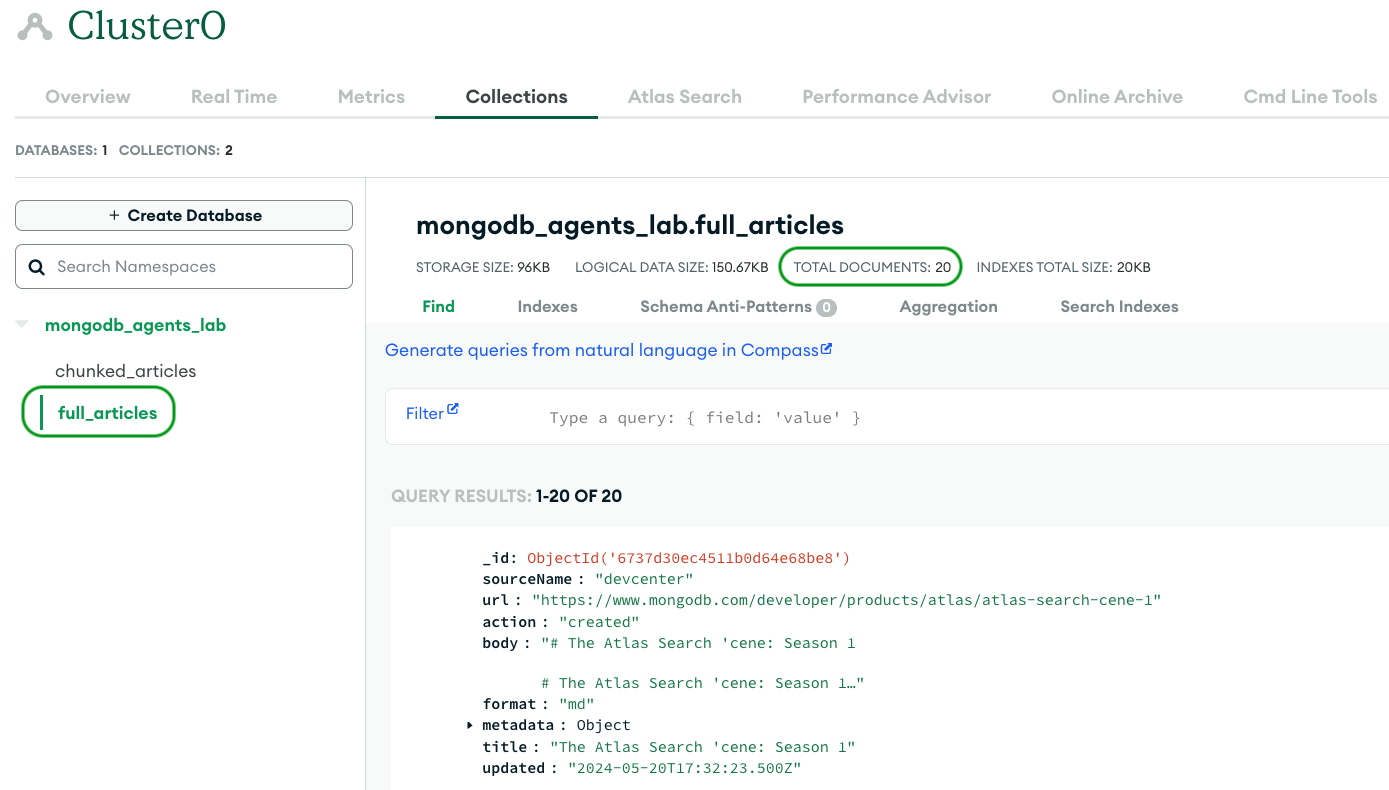 Cluster0
Overview Real Time Metrics Collections Atlas Search Performance Advisor Online Archive Cmd Line Tools
DATABASES: 1 COLLECTIONS: 2
+ Create Database
Search Namespaces
mongodb_agents_lab
chunked_articles
full_articles
mongodb_agents_lab.full_articles
STORAGE SIZE: 96KB LOGICAL DATA SIZE: 150.67KB TOTAL DOCUMENTS: 20 INDEXES TOTAL SIZE: 20KB
Find Indexes Schema Anti-Patterns 0 Aggregation Search Indexes
Generate queries from natural language in Compass
Filter Type a query: { field: 'value' }
QUERY RESULTS: 1-20 OF 20
_id: ObjectId('6737d30ec4511b0d64e68be8')
sourceName : "devcenter"
url : "https://www.mongodb.com/developer/products/atlas/atlas-search-cene-1"
action : "created"
body : "# The Atlas Search 'cene: Season 1
# The Atlas Search 'cene: Season 1…"
format : "md"
metadata : Object
title : "The Atlas Search 'cene: Season 1"
updated : "2024-05-20T17:32:23.500Z"